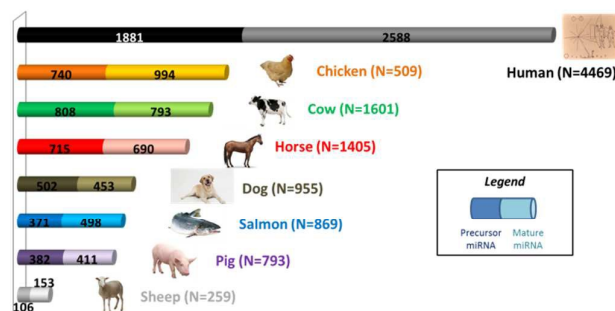 1881 2588
Human (N=4469)
740 994 Chicken (N=509)
808 793 Cow (N=1601)
715 690 Horse (N=1405)
502 453 Dog (N=955)
371 498 Salmon (N=869)
382 411 Pig (N=793)
153
106
Sheep (N=259)
Legend
Precursor miRNA
Mature miRNA